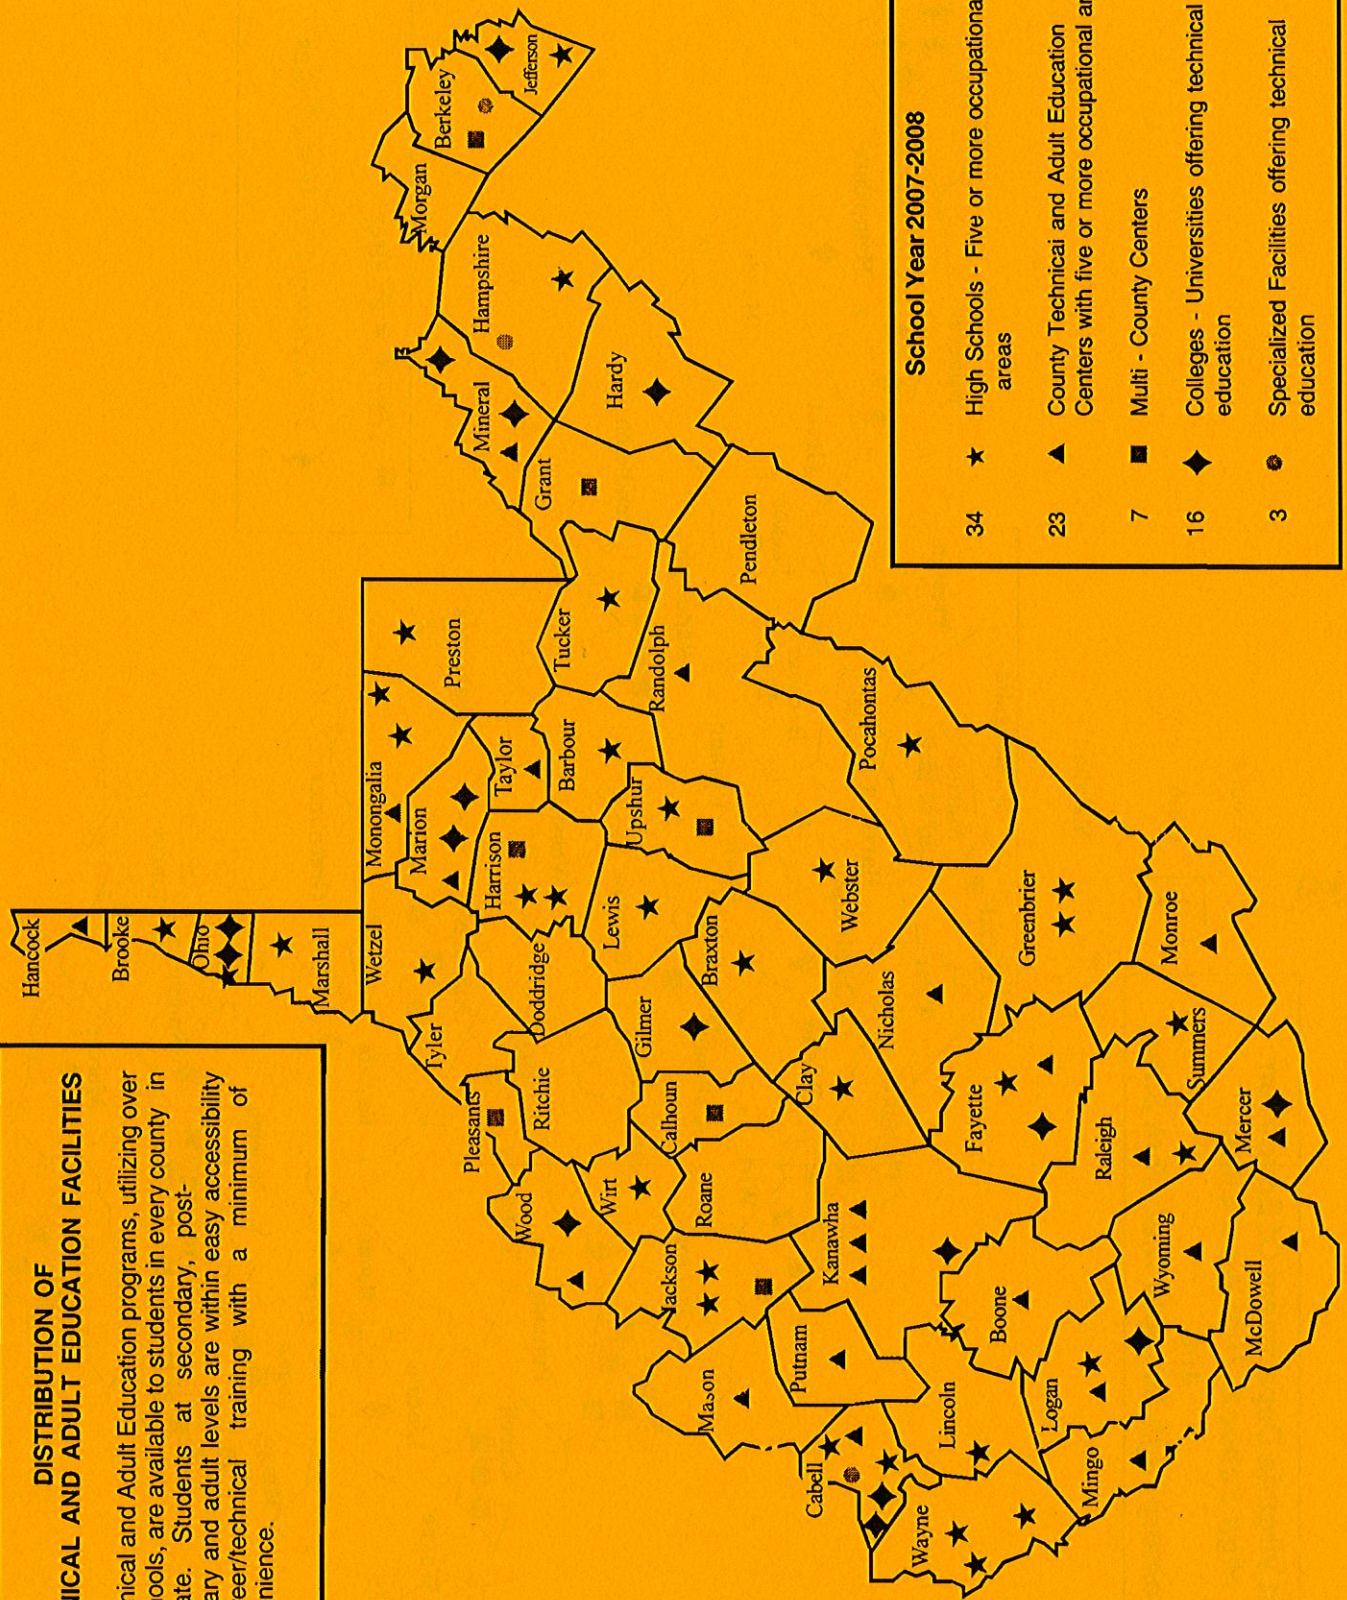 DISTRIBUTION OF
NICAL AND ADULT EDUCATION FACILITIES
nical and Adult Education programs, utilizing over
ools, are available to students in every county in
ate. Students at secondary, post-
ary and adult levels are within easy accessibility
eer/technical training with a minimum of
nience.
Hancock
Brooke
Ohio
Marshall
Wetzel
Tyler
Pleasants
Monongalia
Marion
Preston
Taylor
Harrison
Doddridge
Ritchie
Wood
Wirt
Barbour
Tucker
Grant
Mineral
Hampshire
Morgan
Berkeley
Jefferson
Hardy
Pendleton
Randolph
Upshur
Lewis
Gilmer
Calhoun
Roane
Jackson
Mason
Putnam
Kanawha
Clay
Braxton
Webster
Pocahontas
Nicholas
Greenbrier
Fayette
Monroe
Summers
Raleigh
Mercer
Wyoming
McDowell
Boone
Logan
Lincoln
Mingo
Cabell
Wayne
School Year 2007-2008
34 High Schools - Five or more occupationa
areas
23 County Technical and Adult Education
Centers with five or more occupational ar
7 Multi - County Centers
16 Colleges - Universities offering technical
education
3 Specialized Facilities offering technical
education